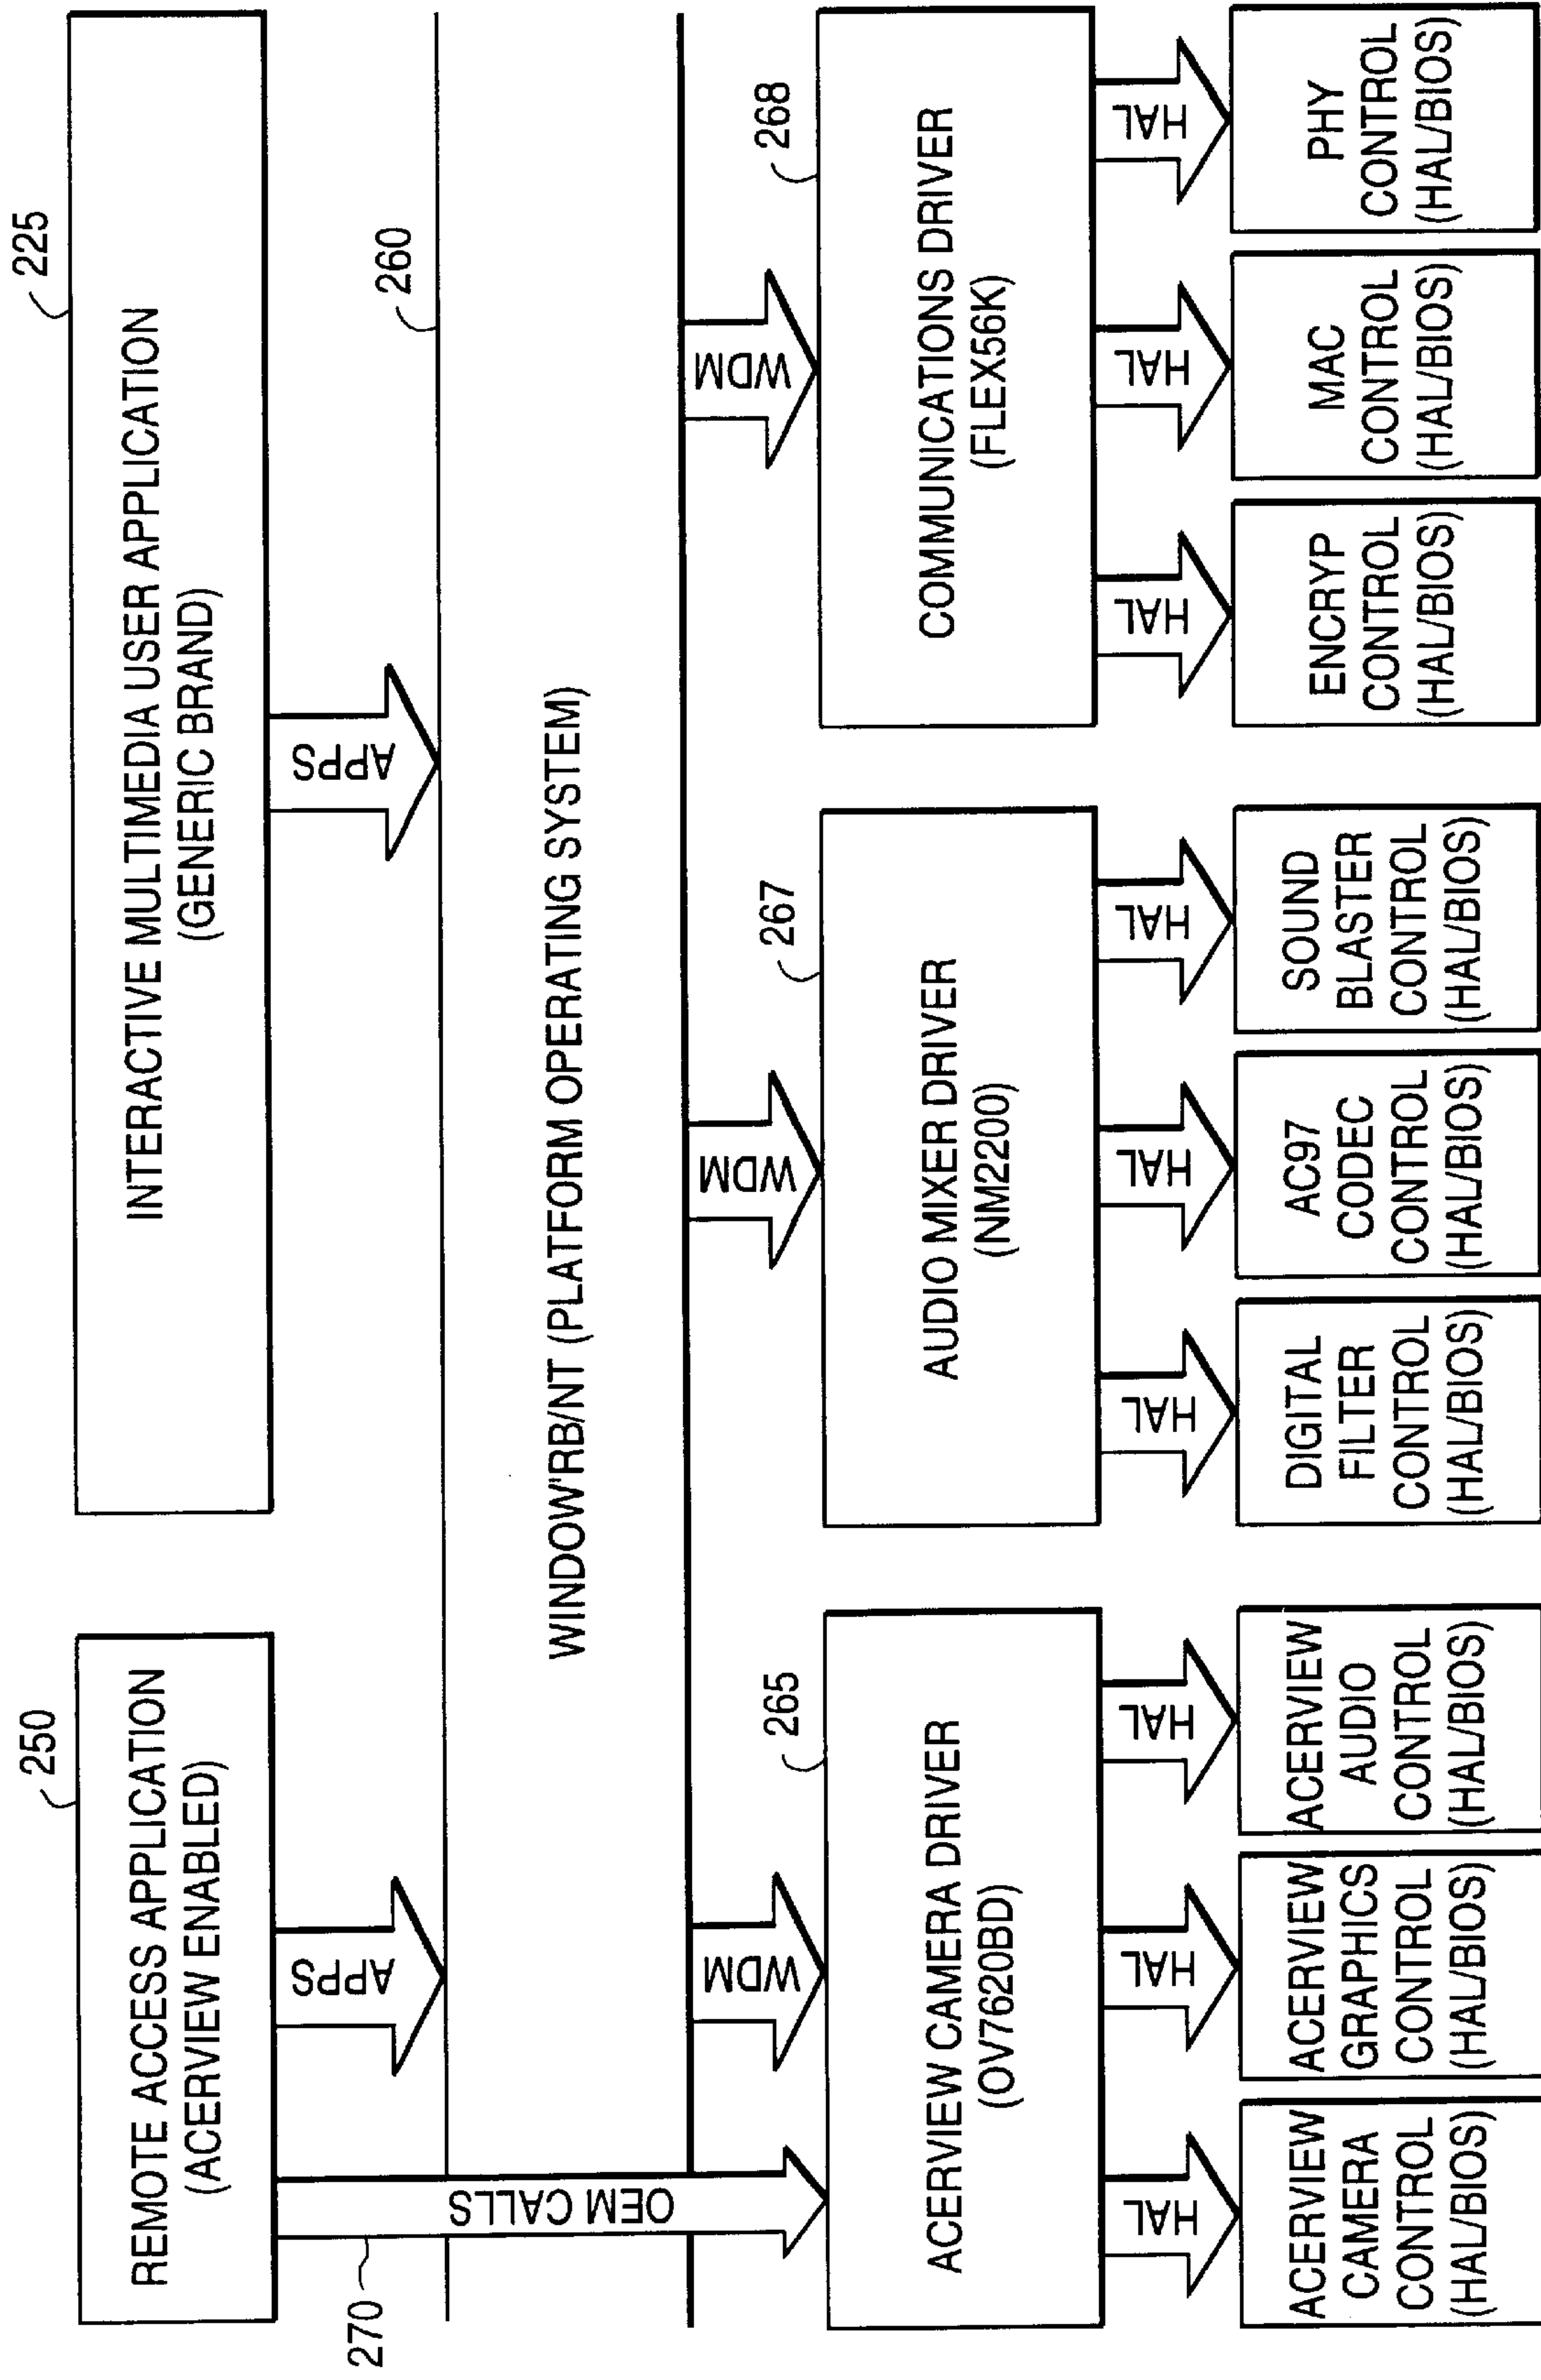 250
REMOTE ACCESS APPLICATION
(ACERVIEW ENABLED)
225
INTERACTIVE MULTIMEDIA USER APPLICATION
(GENERIC BRAND)
270
OEM CALLS
APPS
APPS
260
WINDOW'RB/NT (PLATFORM OPERATING SYSTEM)
WDM
WDM
WDM
265
ACERVIEW CAMERA DRIVER
(OV7620BD)
267
AUDIO MIXER DRIVER
(NM2200)
268
COMMUNICATIONS DRIVER
(FLEX56K)
HAL
HAL
HAL
HAL
HAL
HAL
HAL
HAL
HAL
ACERVIEW
CAMERA
CONTROL
(HAL/BIOS)
ACERVIEW
GRAPHICS
CONTROL
(HAL/BIOS)
ACERVIEW
AUDIO
CONTROL
(HAL/BIOS)
DIGITAL
FILTER
CONTROL
(HAL/BIOS)
AC97
CODEC
CONTROL
(HAL/BIOS)
SOUND
BLASTER
CONTROL
(HAL/BIOS)
ENCRYP
CONTROL
(HAL/BIOS)
MAC
CONTROL
(HAL/BIOS)
PHY
CONTROL
(HAL/BIOS)